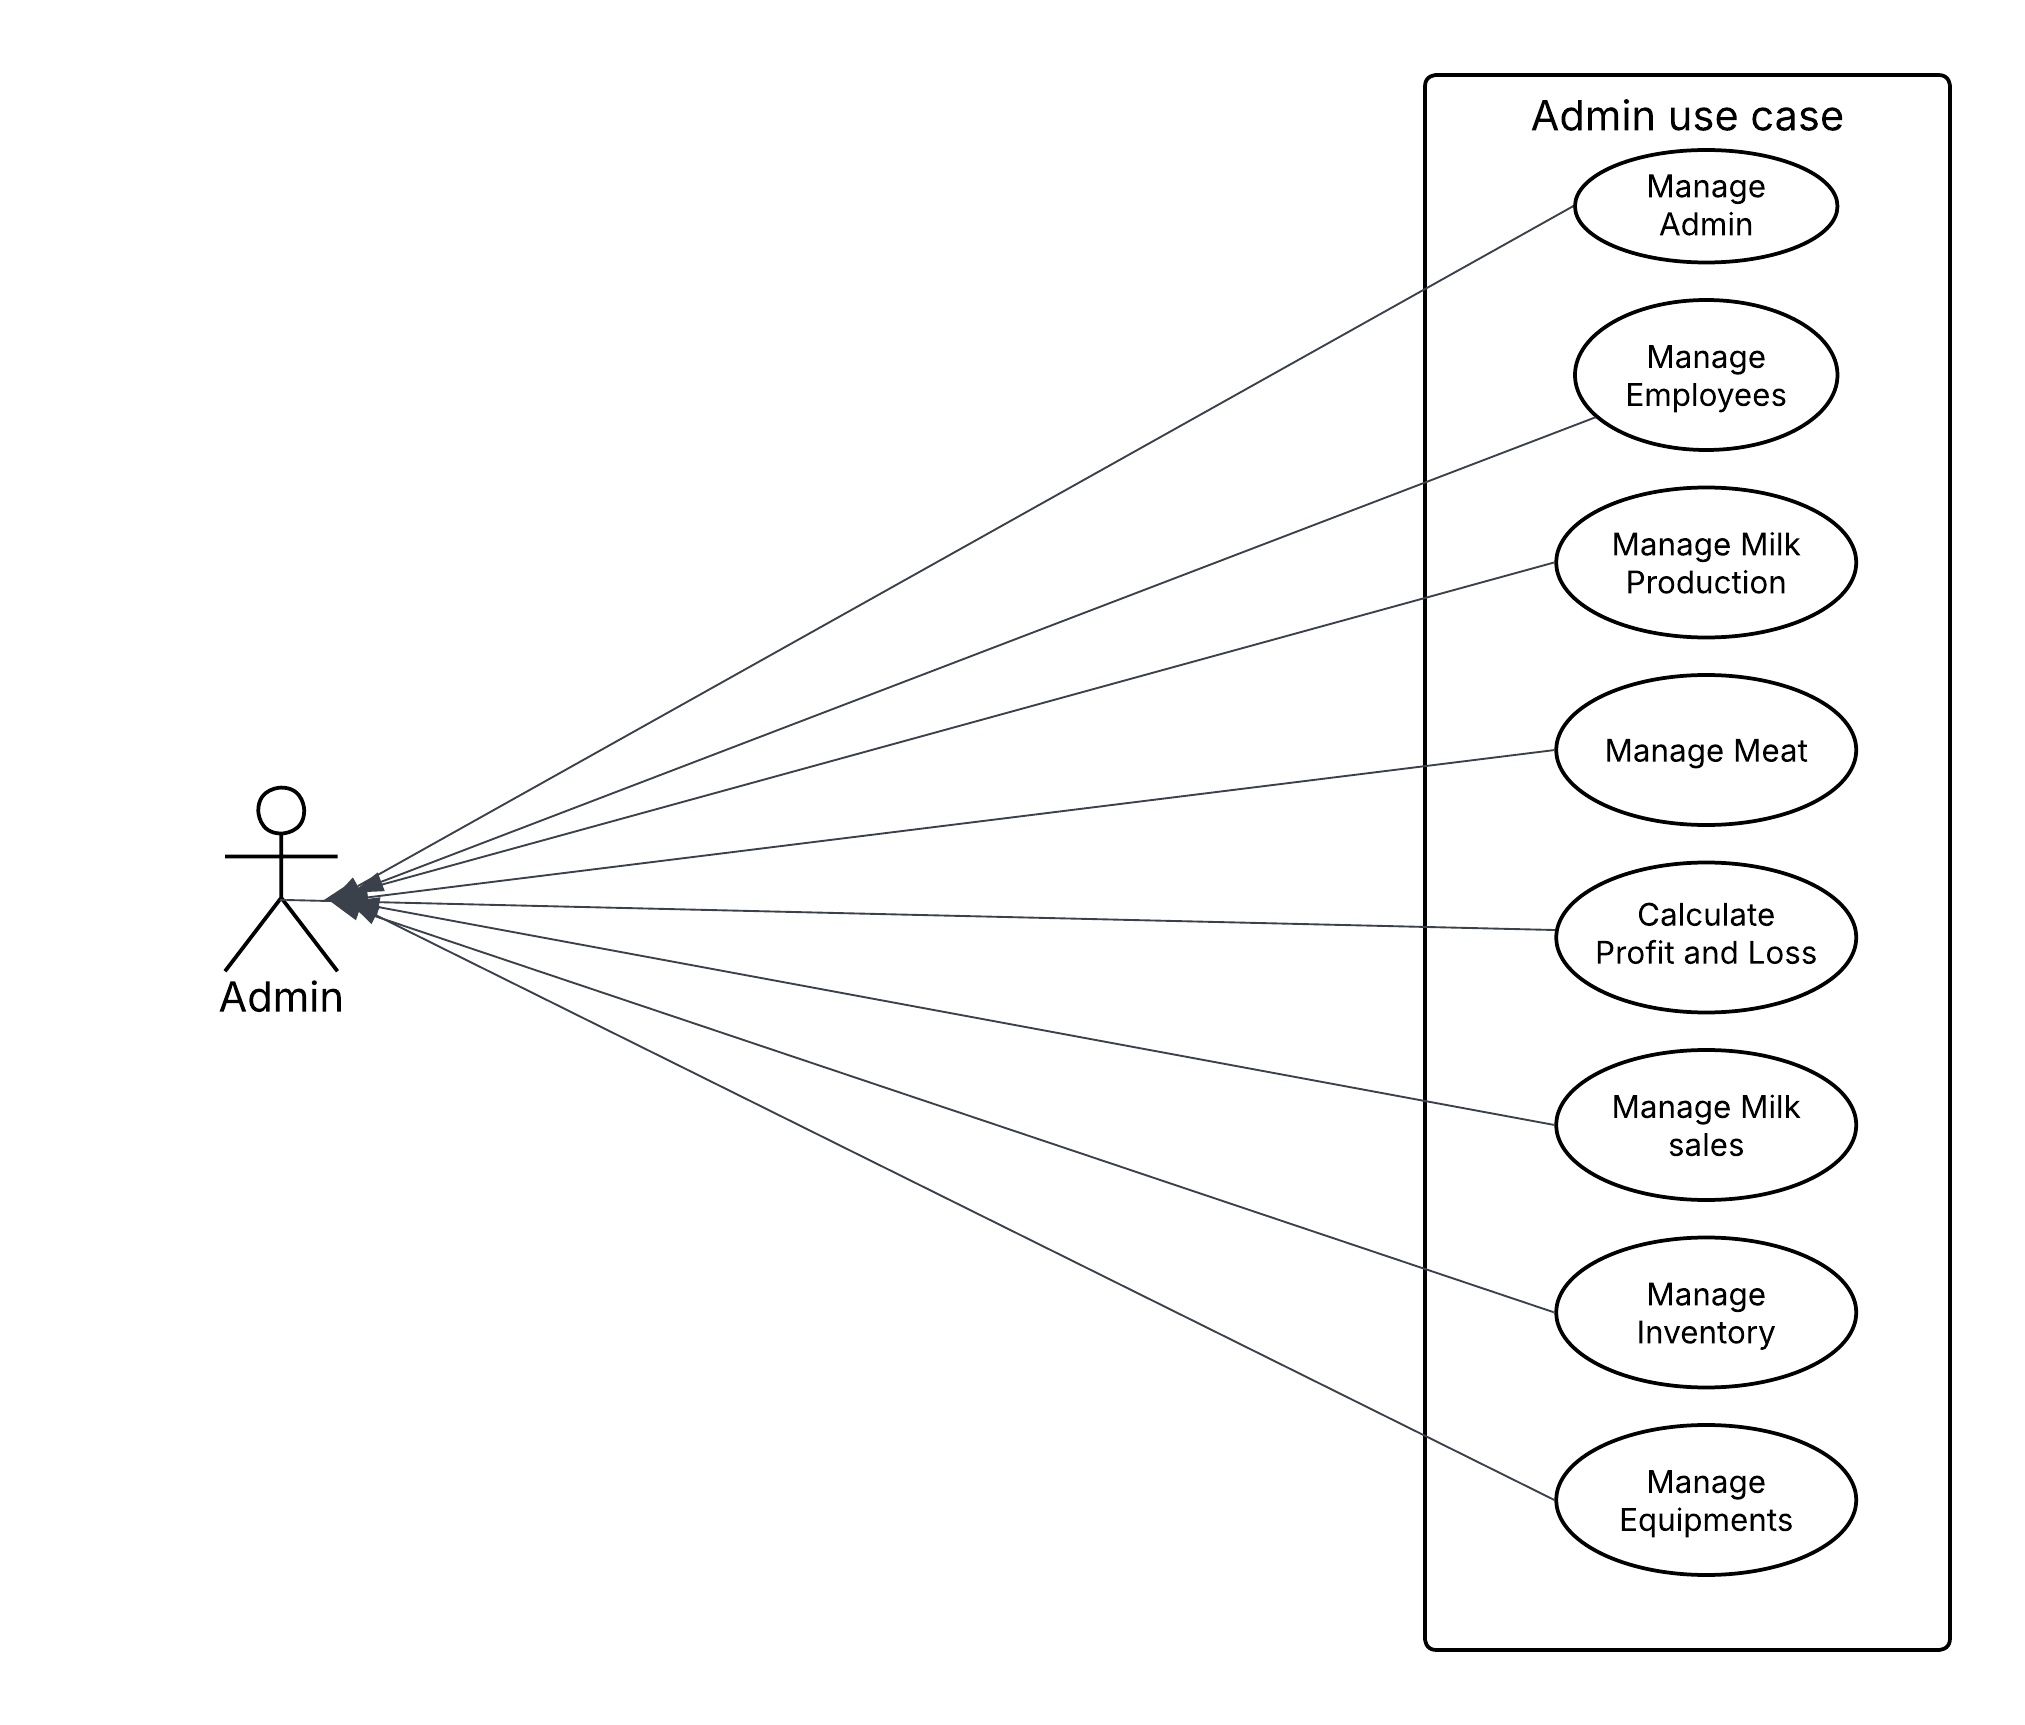 Admin use case
Manage
Admin
Manage
Employees
Manage Milk
Production
Manage Meat
Calculate
Profit and Loss
Manage Milk
sales
Manage
Inventory
Manage
Equipments
Admin